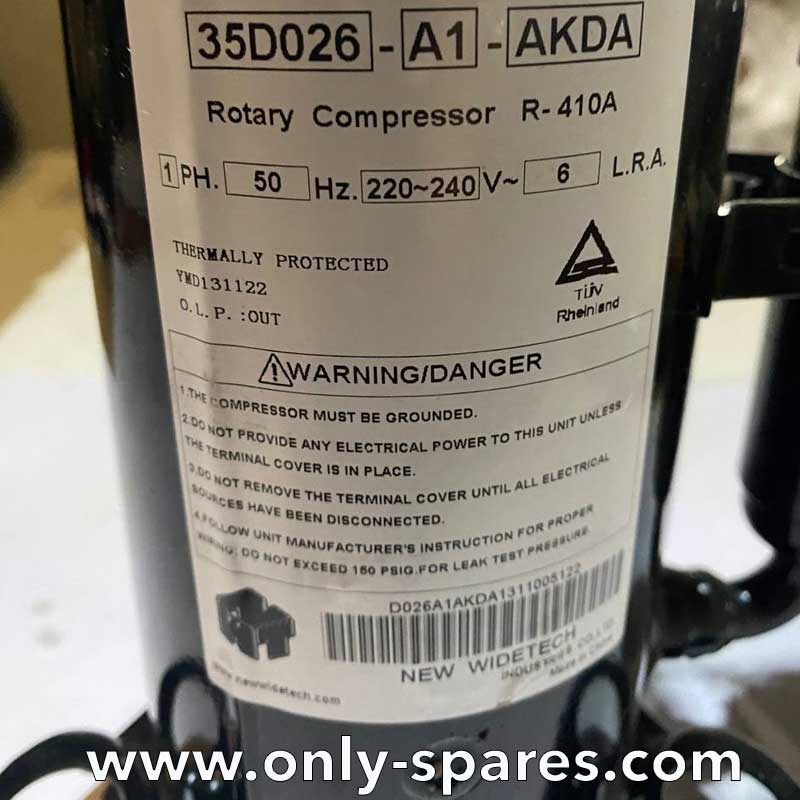 35D026-A1-AKDA
Rotary Compressor R-410A
1 PH. 50 Hz. 220~240 V~ 6 L.R.A.
THERMALLY PROTECTED
YMD131122
O.L.P.:OUT
TÜV
Rheinland
WARNING/DANGER
1.THE COMPRESSOR MUST BE GROUNDED.
2.DO NOT PROVIDE ANY ELECTRICAL POWER TO THIS UNIT UNLESS
THE TERMINAL COVER IS IN PLACE.
3.DO NOT REMOVE THE TERMINAL COVER UNTIL ALL ELECTRICAL
SOURCES HAVE BEEN DISCONNECTED.
4.FOLLOW UNIT MANUFACTURER'S INSTRUCTION FOR PROPER
WIRING; DO NOT EXCEED 150 PSIG.FOR LEAK TEST PRESSURE.
D026A1AKDA1311005122
NEW WIDETECH
INDUSTRIES CO.,LTD.
Made in China
www.newwidetech.com
www.only-spares.com